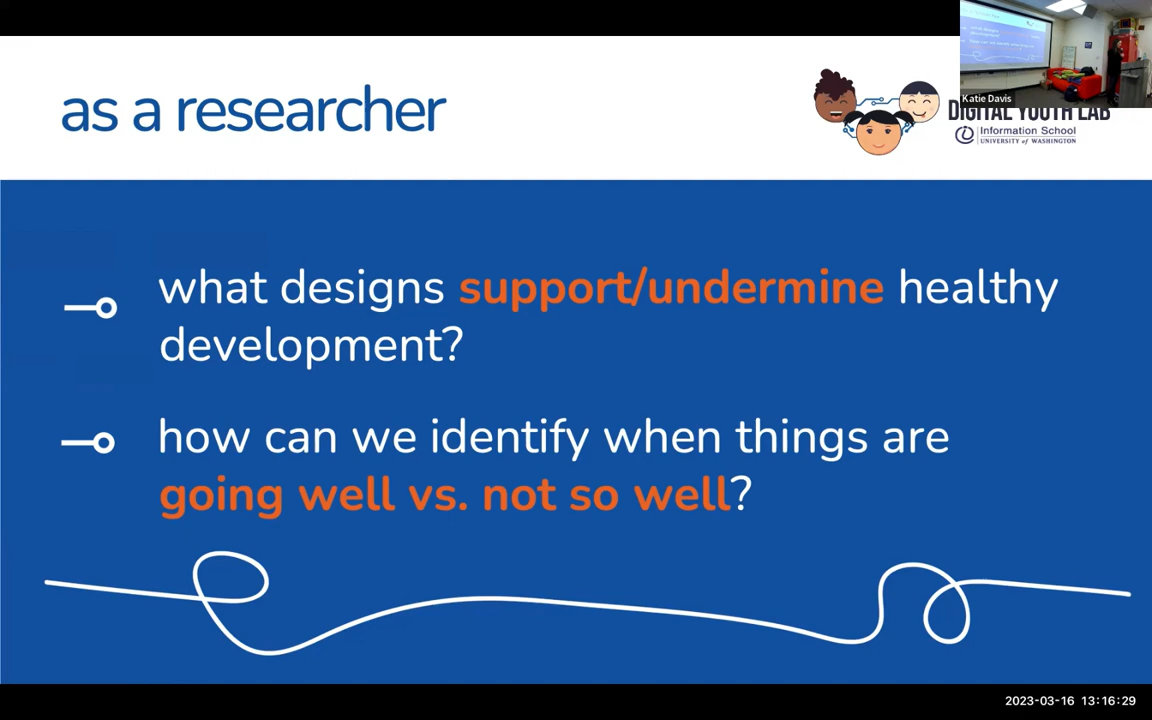 as a researcher
Katie Davis
DIGITAL YOUTH LAB
Information School
UNIVERSITY of WASHINGTON
what designs support/undermine healthy
development?
how can we identify when things are
going well vs. not so well?
2023-03-16 13:16:29